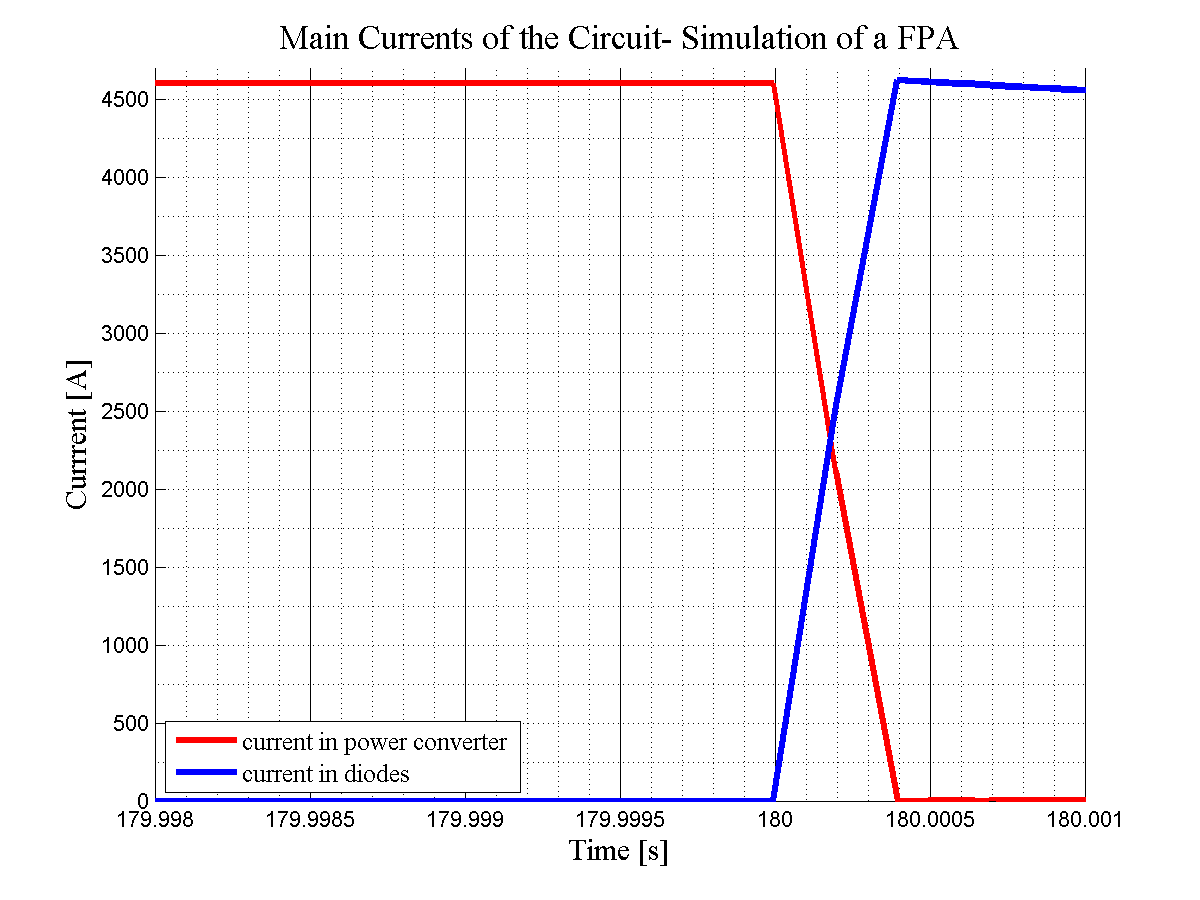 Main Currents of the Circuit- Simulation of a FPA
4500
4000
3500
3000
2500
2000
1500
1000
500
0
Currrent [A]
current in power converter
current in diodes
179.998 179.9985 179.999 179.9995 180 180.0005 180.001
Time [s]